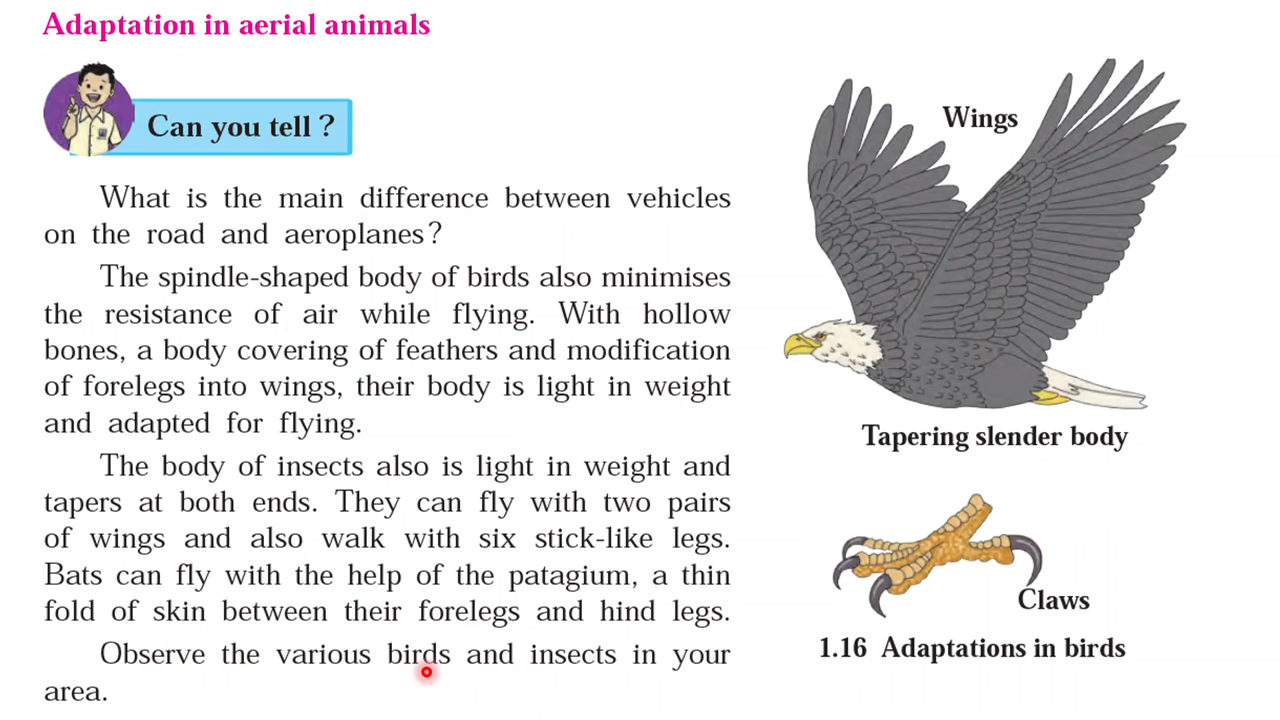 Adaptation in aerial animals
Can you tell ?
What is the main difference between vehicles
on the road and aeroplanes?
The spindle-shaped body of birds also minimises
the resistance of air while flying. With hollow
bones, a body covering of feathers and modification
of forelegs into wings, their body is light in weight
and adapted for flying.
The body of insects also is light in weight and
tapers at both ends. They can fly with two pairs
of wings and also walk with six stick-like legs.
Bats can fly with the help of the patagium, a thin
fold of skin between their forelegs and hind legs.
Observe the various birds and insects in your
area.
Wings
Tapering slender body
Claws
1.16 Adaptations in birds